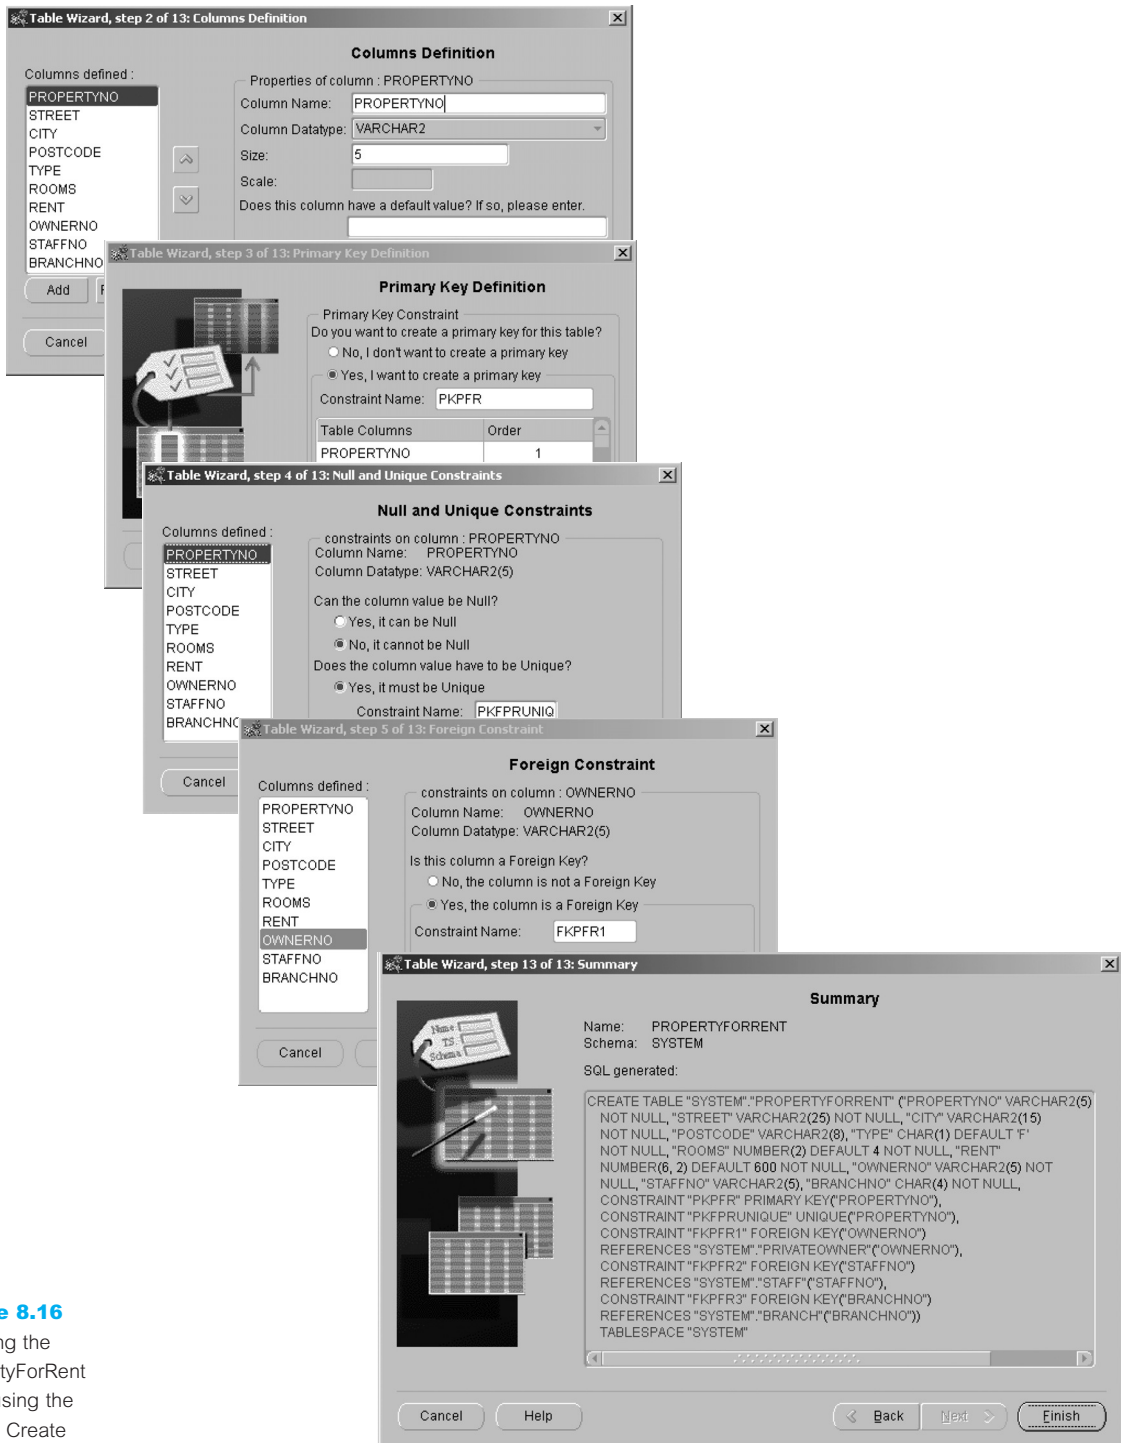 Table Wizard, step 2 of 13: Columns Definition
Columns Definition
Columns defined :
PROPERTYNO
STREET
CITY
POSTCODE
TYPE
ROOMS
RENT
OWNERNO
STAFFNO
BRANCHNO
Properties of column : PROPERTYNO
Column Name: PROPERTYNO
Column Datatype: VARCHAR2
Size: 5
Scale:
Does this column have a default value? If so, please enter.
Add
Cancel
Table Wizard, step 3 of 13: Primary Key Definition
Primary Key Definition
Primary Key Constraint
Do you want to create a primary key for this table?
No, I don't want to create a primary key
Yes, I want to create a primary key
Constraint Name: PKPFR
Table Columns Order
PROPERTYNO 1
Table Wizard, step 4 of 13: Null and Unique Constraints
Null and Unique Constraints
Columns defined :
PROPERTYNO
STREET
CITY
POSTCODE
TYPE
ROOMS
RENT
OWNERNO
STAFFNO
BRANCHNO
constraints on column : PROPERTYNO
Column Name: PROPERTYNO
Column Datatype: VARCHAR2(5)
Can the column value be Null?
Yes, it can be Null
No, it cannot be Null
Does the column value have to be Unique?
Yes, it must be Unique
Constraint Name: PKFPRUNIQ
Cancel
Table Wizard, step 5 of 13: Foreign Constraint
Foreign Constraint
Columns defined :
PROPERTYNO
STREET
CITY
POSTCODE
TYPE
ROOMS
RENT
OWNERNO
STAFFNO
BRANCHNO
constraints on column : OWNERNO
Column Name: OWNERNO
Column Datatype: VARCHAR2(5)
Is this column a Foreign Key?
No, the column is not a Foreign Key
Yes, the column is a Foreign Key
Constraint Name: FKPFR1
Cancel
Table Wizard, step 13 of 13: Summary
Summary
Name
TS:
Schema
Name: PROPERTYFORRENT
Schema: SYSTEM
SQL generated:
CREATE TABLE "SYSTEM"."PROPERTYFORRENT" ("PROPERTYNO" VARCHAR2(5)
NOT NULL, "STREET" VARCHAR2(25) NOT NULL, "CITY" VARCHAR2(15)
NOT NULL, "POSTCODE" VARCHAR2(8), "TYPE" CHAR(1) DEFAULT 'F'
NOT NULL, "ROOMS" NUMBER(2) DEFAULT 4 NOT NULL, "RENT"
NUMBER(6, 2) DEFAULT 600 NOT NULL, "OWNERNO" VARCHAR2(5) NOT
NULL, "STAFFNO" VARCHAR2(5), "BRANCHNO" CHAR(4) NOT NULL,
CONSTRAINT "PKPFR" PRIMARY KEY("PROPERTYNO"),
CONSTRAINT "PKFPRUNIQUE" UNIQUE("PROPERTYNO"),
CONSTRAINT "FKPFR1" FOREIGN KEY("OWNERNO")
REFERENCES "SYSTEM"."PRIVATEOWNER"("OWNERNO"),
CONSTRAINT "FKPFR2" FOREIGN KEY("STAFFNO")
REFERENCES "SYSTEM"."STAFF"("STAFFNO"),
CONSTRAINT "FKPFR3" FOREIGN KEY("BRANCHNO")
REFERENCES "SYSTEM"."BRANCH"("BRANCHNO"))
TABLESPACE "SYSTEM"
Cancel Help Back Next Finish
e 8.16
ng the
tyForRent
sing the
Create